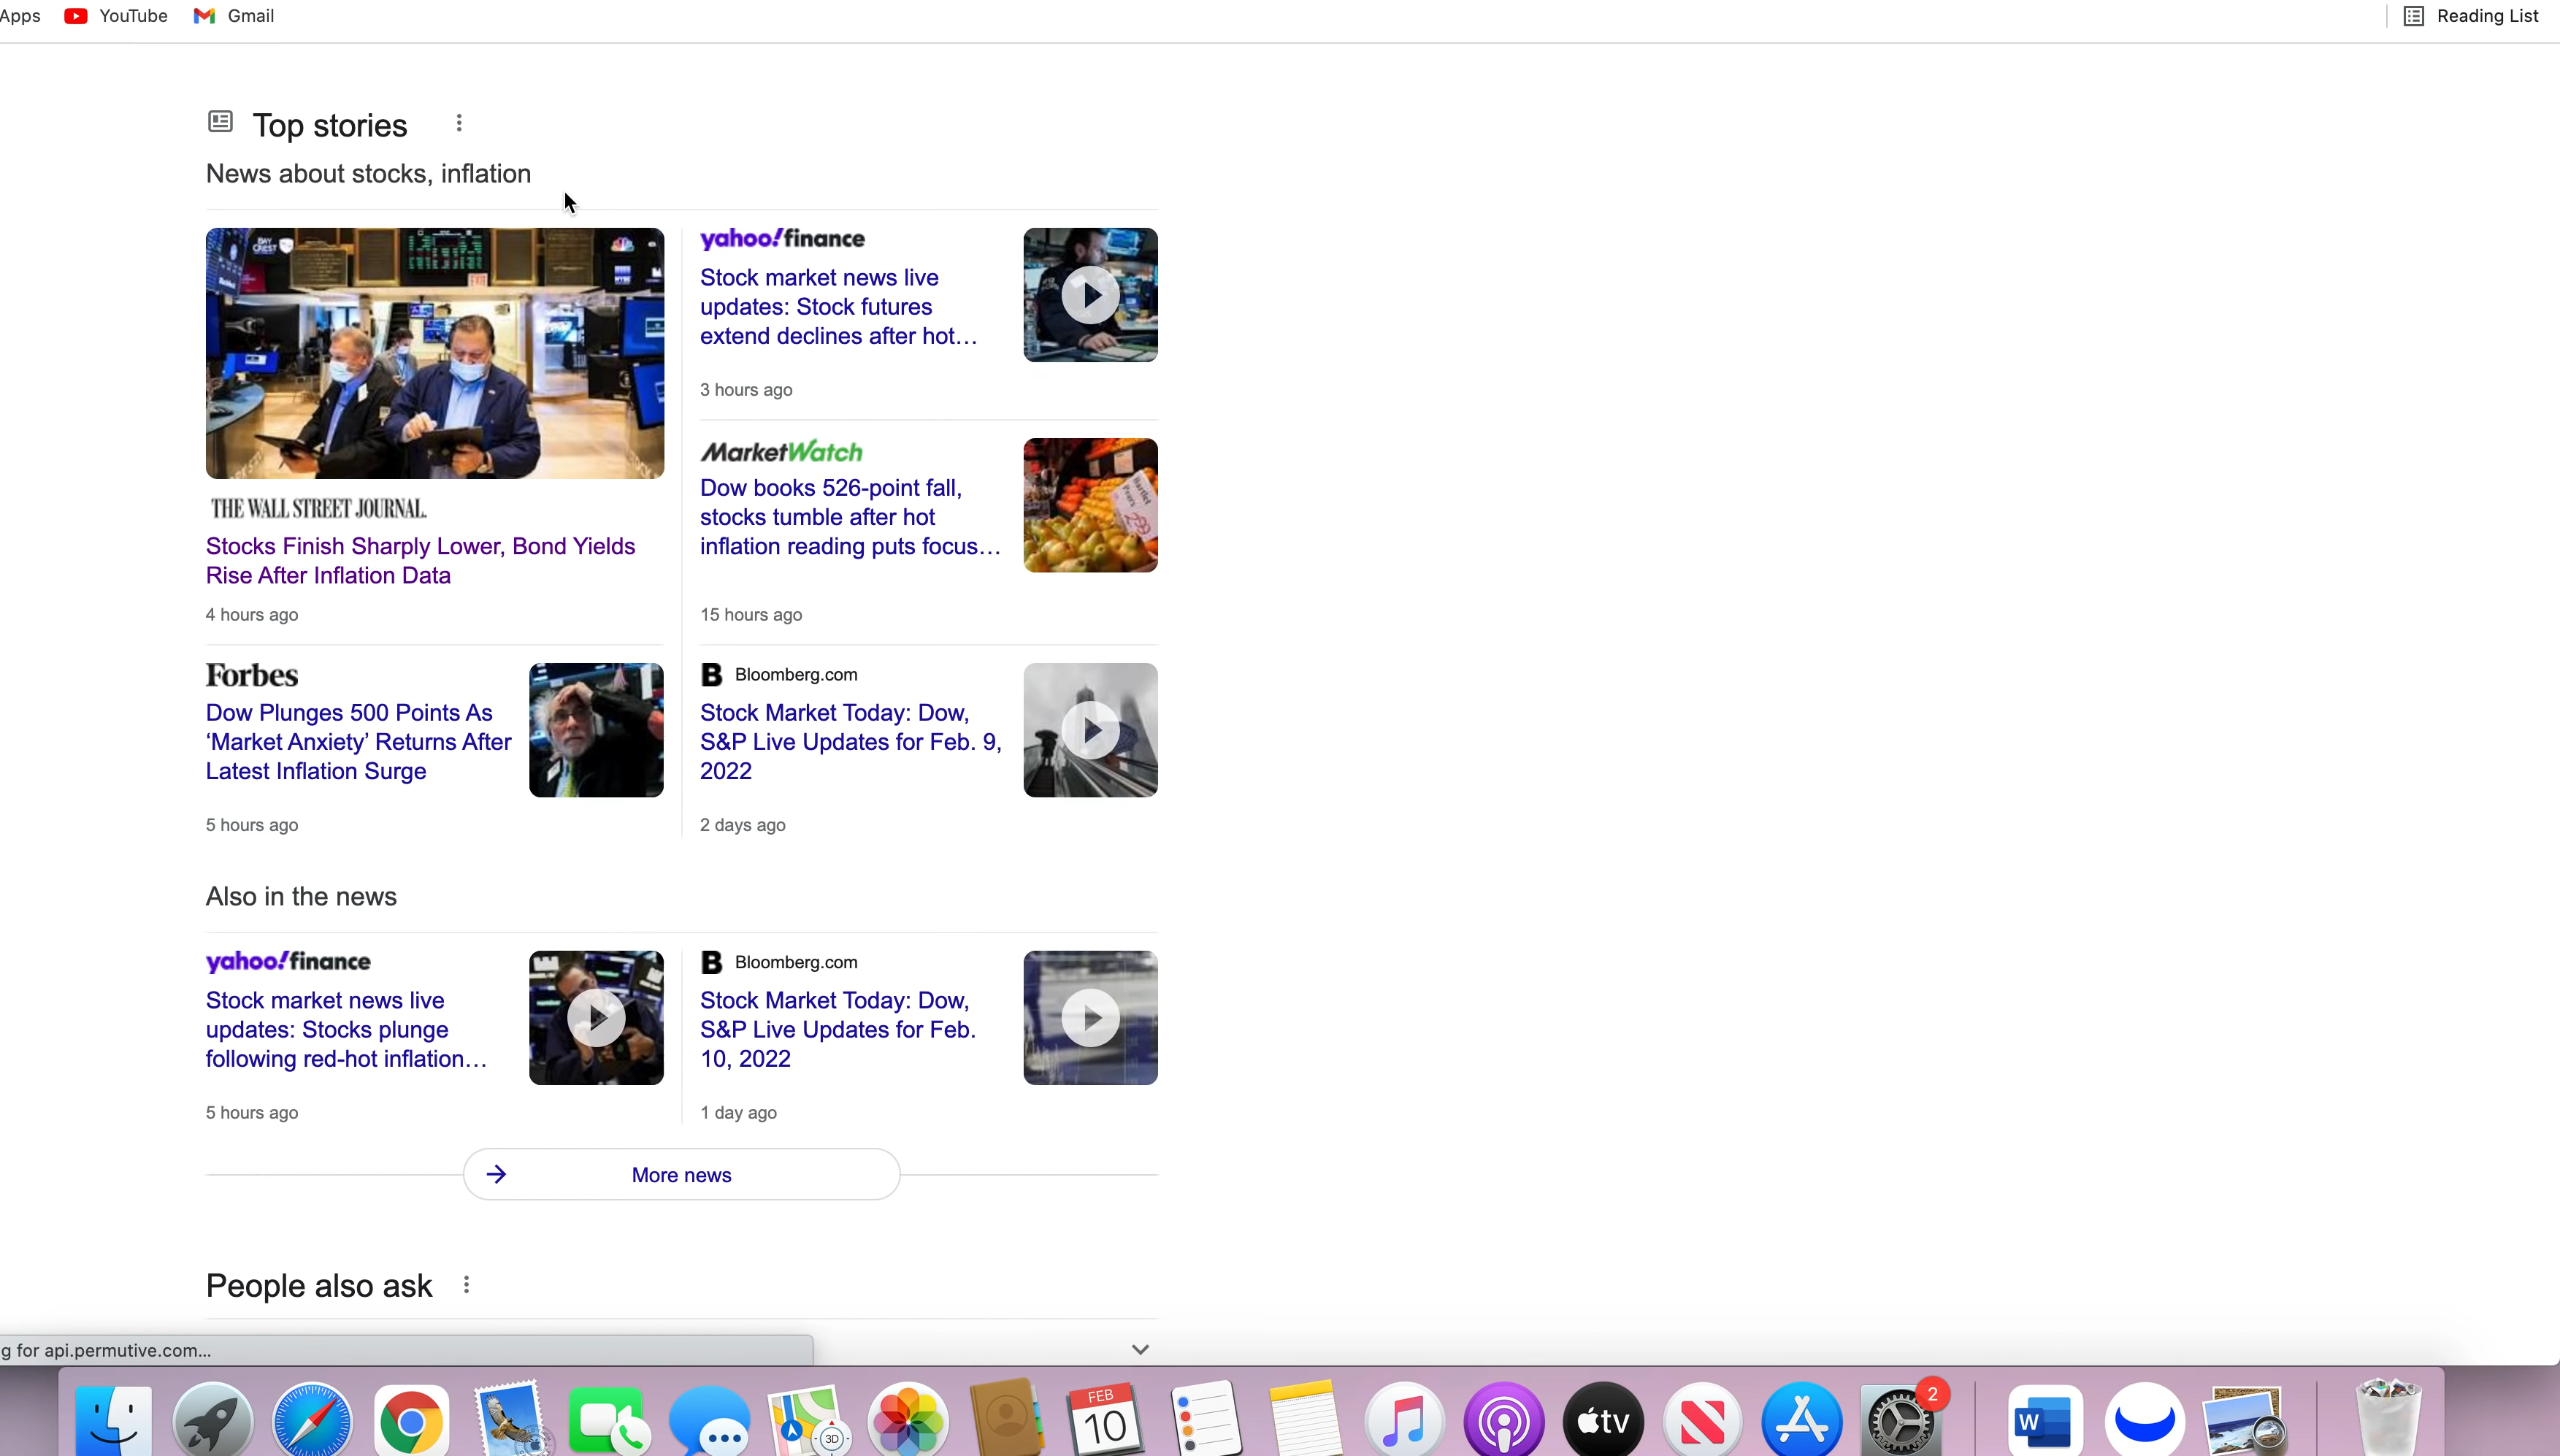 Apps
YouTube
Gmail
Reading List
Top stories
News about stocks, inflation
THE WALL STREET JOURNAL.
Stocks Finish Sharply Lower, Bond Yields
Rise After Inflation Data
4 hours ago
yahoo!finance
Stock market news live
updates: Stock futures
extend declines after hot...
3 hours ago
MarketWatch
Dow books 526-point fall,
stocks tumble after hot
inflation reading puts focus...
15 hours ago
Forbes
Dow Plunges 500 Points As
‘Market Anxiety’ Returns After
Latest Inflation Surge
5 hours ago
B Bloomberg.com
Stock Market Today: Dow,
S&P Live Updates for Feb. 9,
2022
2 days ago
Also in the news
yahoo!finance
Stock market news live
updates: Stocks plunge
following red-hot inflation...
5 hours ago
B Bloomberg.com
Stock Market Today: Dow,
S&P Live Updates for Feb.
10, 2022
1 day ago
More news
People also ask
g for api.permutive.com...
3D
FEB
10
tv
2
W